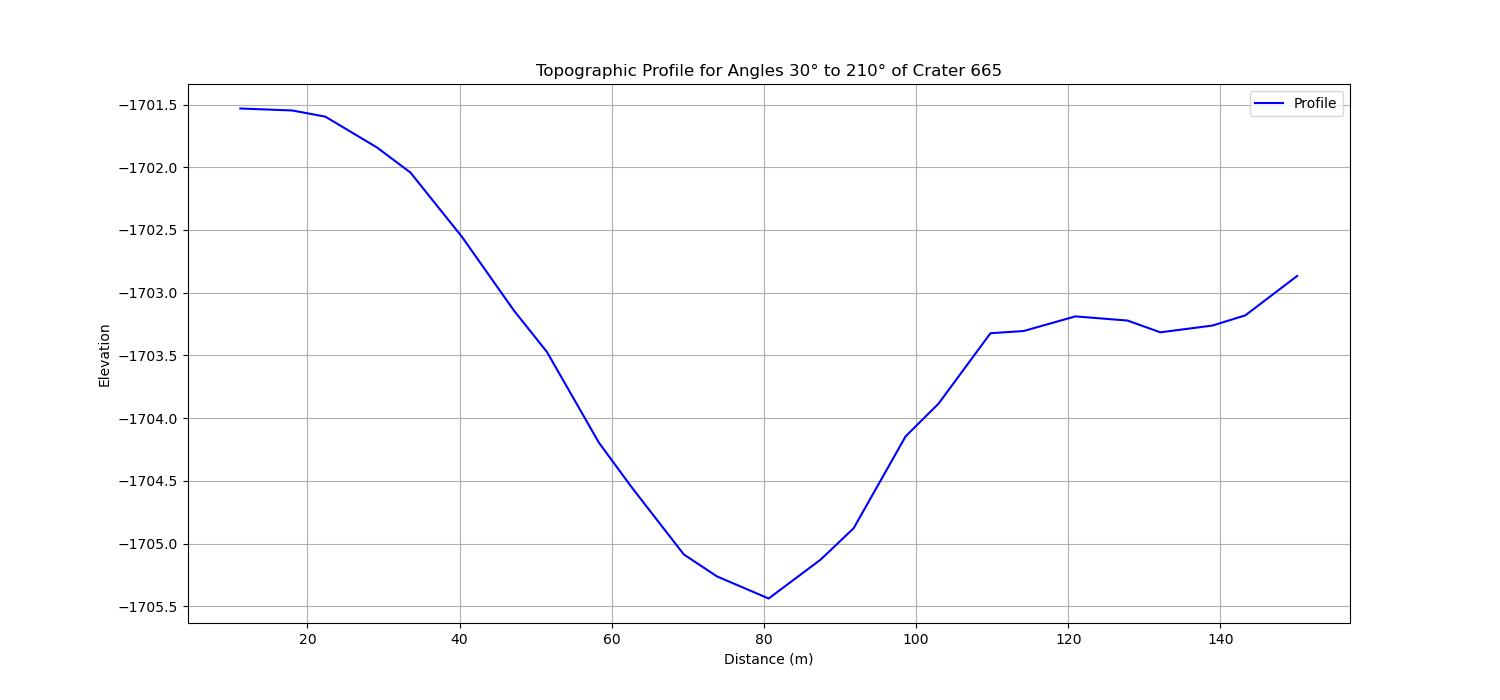 Topographic Profile for Angles 30° to 210° of Crater 665
Profile
−1701.5
−1702.0
−1702.5
−1703.0
−1703.5
−1704.0
−1704.5
−1705.0
−1705.5
Elevation
20 40 60 80 100 120 140
Distance (m)